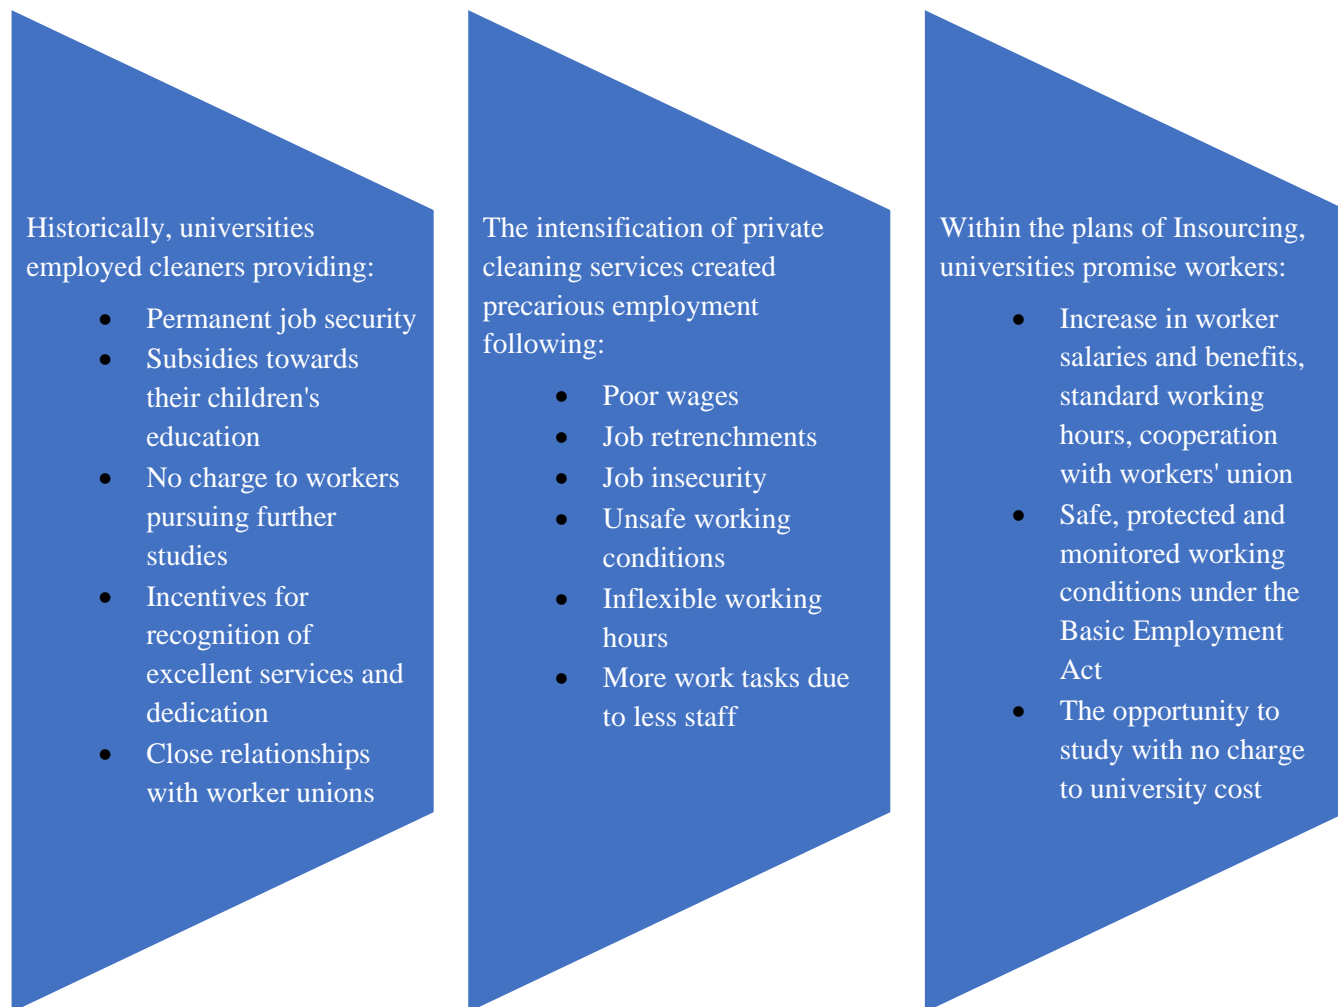 Historically, universities
employed cleaners providing:
• Permanent job security
• Subsidies towards
their children's
education
• No charge to workers
pursuing further
studies
• Incentives for
recognition of
excellent services and
dedication
• Close relationships
with worker unions
The intensification of private
cleaning services created
precarious employment
following:
• Poor wages
• Job retrenchments
• Job insecurity
• Unsafe working
conditions
• Inflexible working
hours
• More work tasks due
to less staff
Within the plans of Insourcing,
universities promise workers:
• Increase in worker
salaries and benefits,
standard working
hours, cooperation
with workers' union
• Safe, protected and
monitored working
conditions under the
Basic Employment
Act
• The opportunity to
study with no charge
to university cost